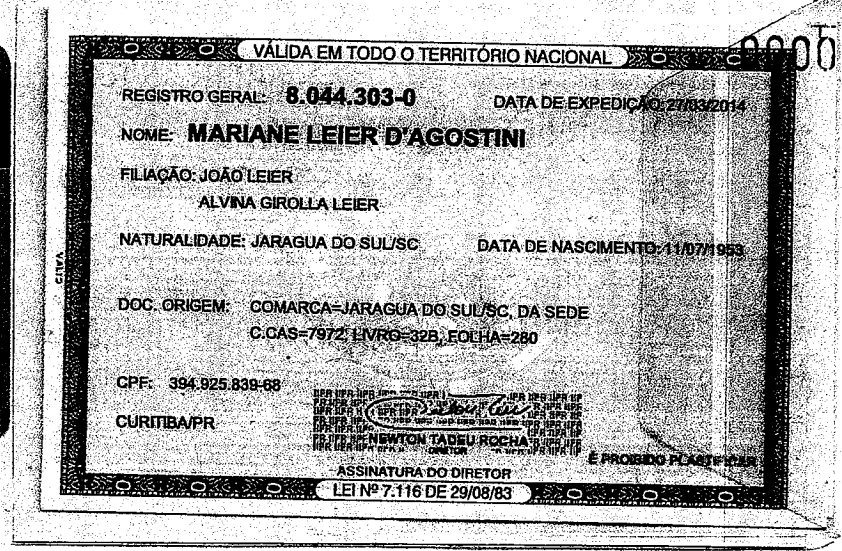 VÁLIDA EM TODO O TERRITÓRIO NACIONAL
REGISTRO GERAL: 8.044.303-0 DATA DE EXPEDIÇÃO: 27/03/2014
NOME: MARIANE LEIER D'AGOSTINI
FILIAÇÃO: JOÃO LEIER
ALVINA GIROLLA LEIER
NATURALIDADE: JARAGUA DO SUL/SC DATA DE NASCIMENTO: 11/07/1953
DOC. ORIGEM: COMARCA=JARAGUA DO SUL/SC, DA SEDE
C.CAS=7972, LIVRO=32B, FOLHA=280
CPF: 394.925.839-68
CURITIBA/PR
NEWTON TADEU ROCHA
DIRETOR
É PROIBIDO PLASTIFICAR
ASSINATURA DO DIRETOR
LEI Nº 7.116 DE 29/08/83